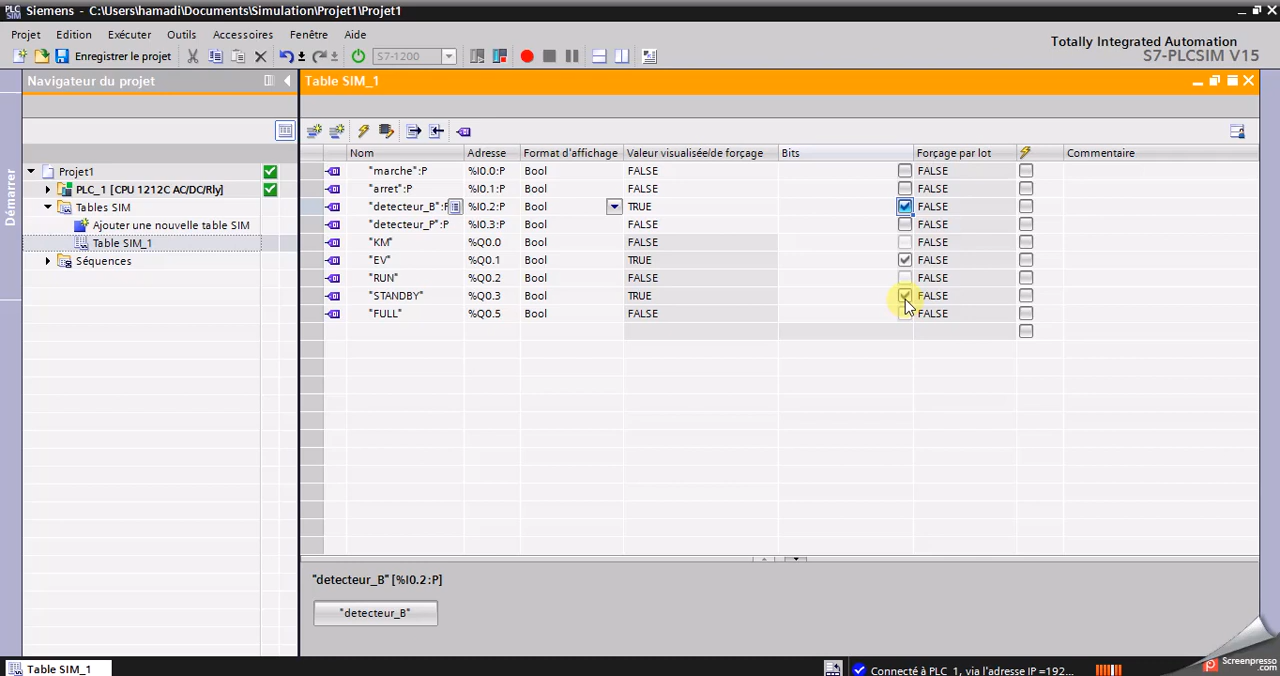 PLC
SIM
Siemens - C:\Users\hamadi\Documents\Simulation\Projet1\Projet1
Projet Edition Exécuter Outils Accessoires Fenêtre Aide
Totally Integrated Automation
S7-PLCSIM V15
Enregistrer le projet
S7-1200
Navigateur du projet
Table SIM_1
Démarrer
Nom Adresse Format d'affichage Valeur visualisée/de forçage Bits Forçage par lot Commentaire
Projet1
PLC_1 [CPU 1212C AC/DC/Rly]
Tables SIM
Ajouter une nouvelle table SIM
Table SIM_1
Séquences
"marche":P %I0.0:P Bool FALSE FALSE
"arret":P %I0.1:P Bool FALSE FALSE
"detecteur_B":P %I0.2:P Bool TRUE FALSE
"detecteur_P":P %I0.3:P Bool FALSE FALSE
"KM" %Q0.0 Bool FALSE FALSE
"EV" %Q0.1 Bool TRUE FALSE
"RUN" %Q0.2 Bool FALSE FALSE
"STANDBY" %Q0.3 Bool TRUE FALSE
"FULL" %Q0.5 Bool FALSE FALSE
"detecteur_B" [%I0.2:P]
"detecteur_B"
Table SIM_1
Connecté à PLC_1, via l'adresse IP =192...
Screenpresso
.com